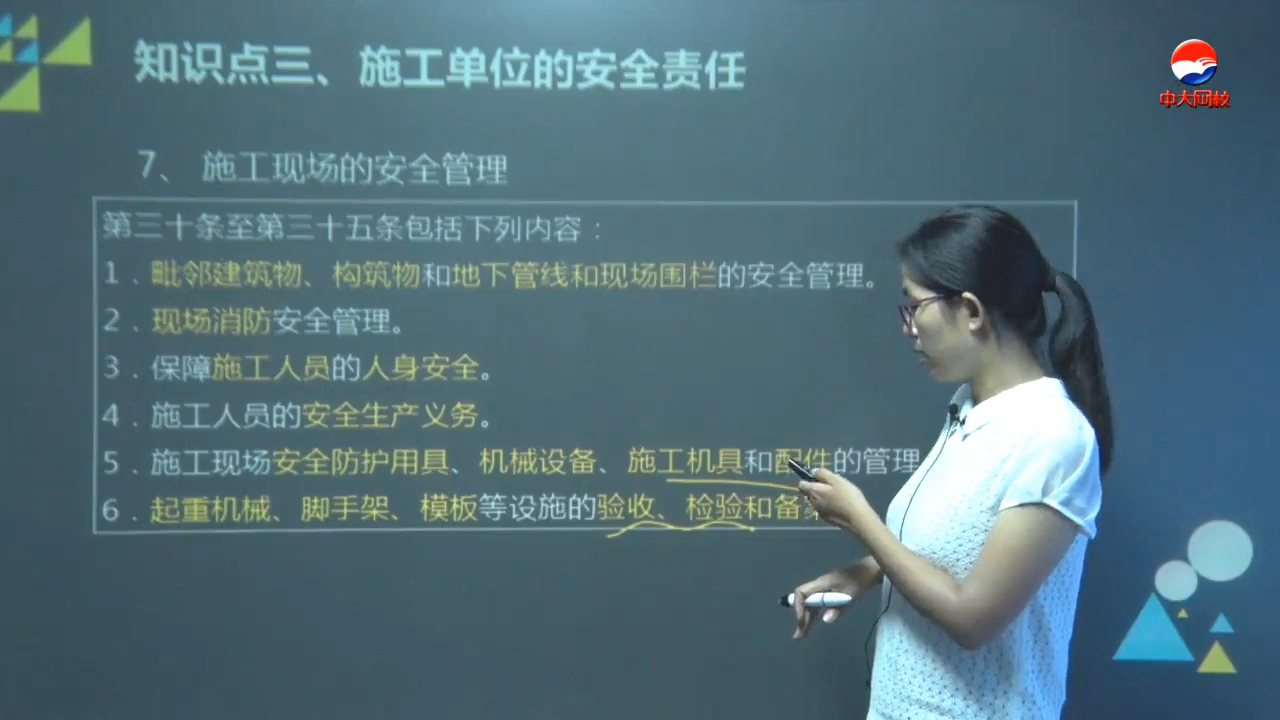 知识点三、施工单位的安全责任
中大网校
7、 施工现场的安全管理
第三十条至第三十五条包括下列内容：
1．毗邻建筑物、构筑物和地下管线和现场围栏的安全管理。
2．现场消防安全管理。
3．保障施工人员的人身安全。
4．施工人员的安全生产义务。
5．施工现场安全防护用具、机械设备、施工机具和配件的管理
6．起重机械、脚手架、模板等设施的验收、检验和备